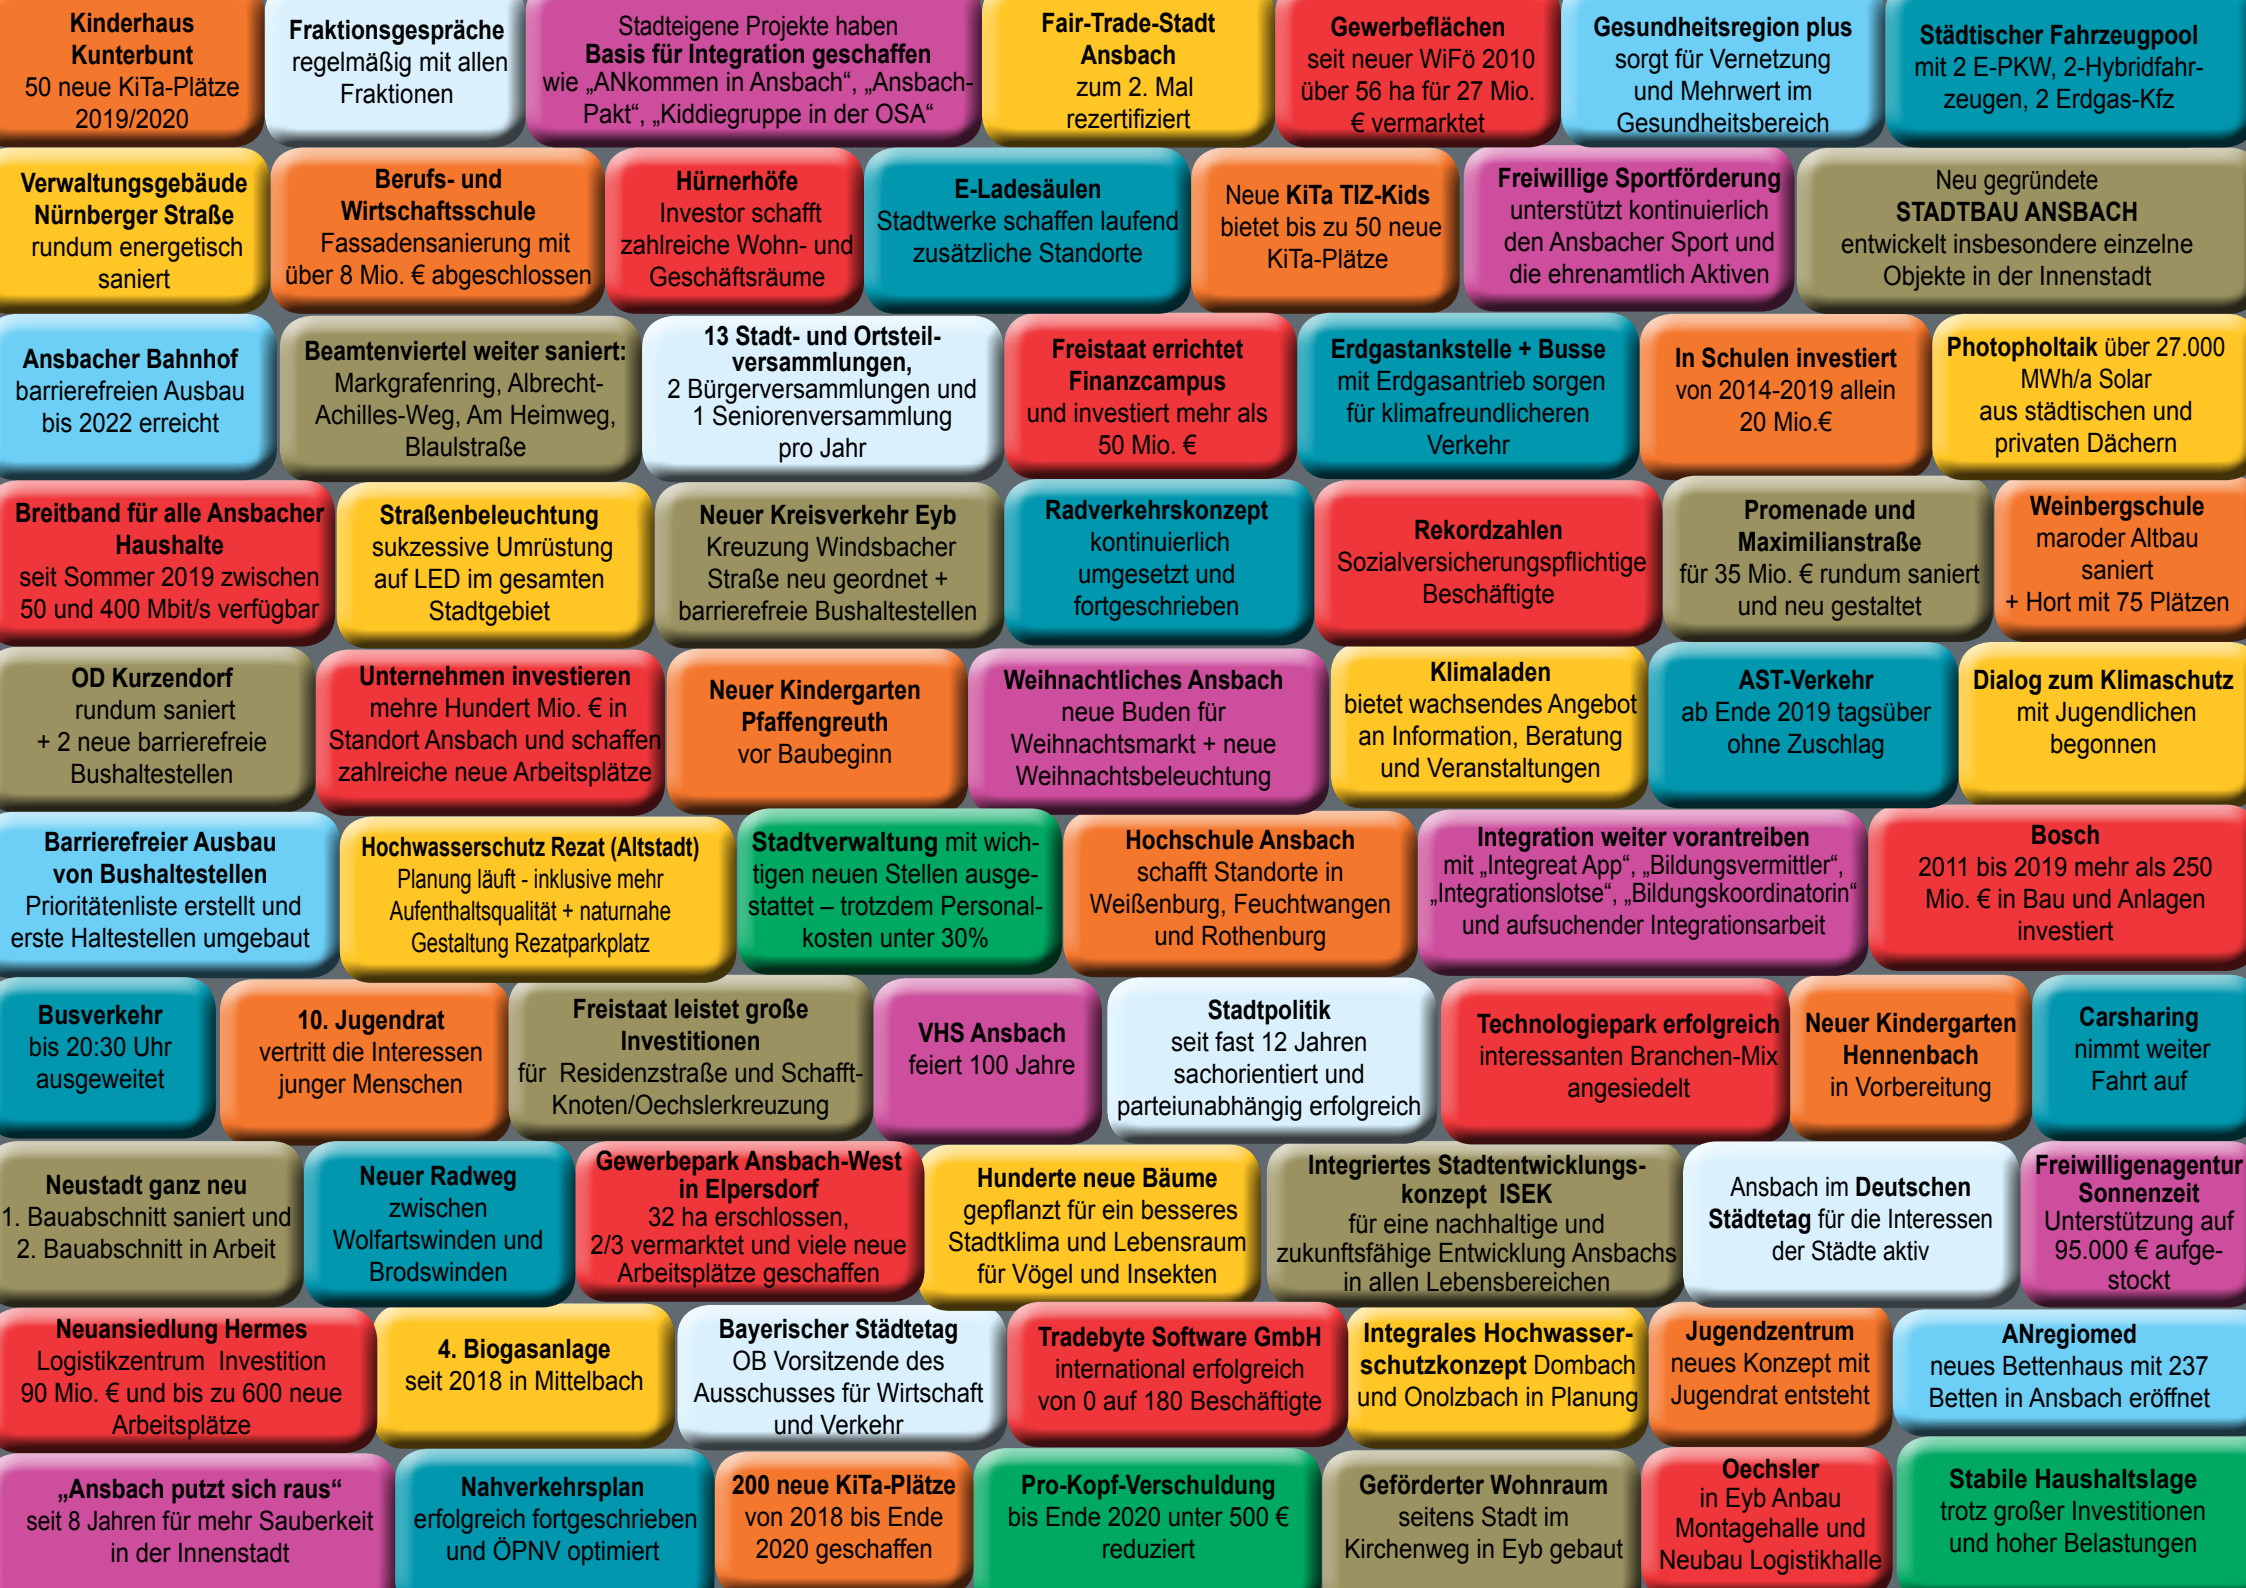 Kinderhaus
Kunterbunt
50 neue KiTa-Plätze
2019/2020
Fraktionsgespräche
regelmäßig mit allen
Fraktionen
Stadteigene Projekte haben
Basis für Integration geschaffen
wie „ANkommen in Ansbach“, „Ansbach-
Pakt“, „Kiddiegruppe in der OSA“
Fair-Trade-Stadt
Ansbach
zum 2. Mal
rezertifiziert
Gewerbeflächen
seit neuer WiFö 2010
über 56 ha für 27 Mio.
€ vermarktet
Gesundheitsregion plus
sorgt für Vernetzung
und Mehrwert im
Gesundheitsbereich
Städtischer Fahrzeugpool
mit 2 E-PKW, 2-Hybridfahr-
zeugen, 2 Erdgas-Kfz
Verwaltungsgebäude
Nürnberger Straße
rundum energetisch
saniert
Berufs- und
Wirtschaftsschule
Fassadensanierung mit
über 8 Mio. € abgeschlossen
Hürnerhöfe
Investor schafft
zahlreiche Wohn- und
Geschäftsräume
E-Ladesäulen
Stadtwerke schaffen laufend
zusätzliche Standorte
Neue KiTa TIZ-Kids
bietet bis zu 50 neue
KiTa-Plätze
Freiwillige Sportförderung
unterstützt kontinuierlich
den Ansbacher Sport und
die ehrenamtlich Aktiven
Neu gegründete
STADTBAU ANSBACH
entwickelt insbesondere einzelne
Objekte in der Innenstadt
Ansbacher Bahnhof
barrierefreien Ausbau
bis 2022 erreicht
Beamtenviertel weiter saniert:
Markgrafenring, Albrecht-
Achilles-Weg, Am Heimweg,
Blaulstraße
13 Stadt- und Ortsteil-
versammlungen,
2 Bürgerversammlungen und
1 Seniorenversammlung
pro Jahr
Freistaat errichtet
Finanzcampus
und investiert mehr als
50 Mio. €
Erdgastankstelle + Busse
mit Erdgasantrieb sorgen
für klimafreundlicheren
Verkehr
In Schulen investiert
von 2014-2019 allein
20 Mio.€
Photopholtaik über 27.000
MWh/a Solar
aus städtischen und
privaten Dächern
Breitband für alle Ansbacher
Haushalte
seit Sommer 2019 zwischen
50 und 400 Mbit/s verfügbar
Straßenbeleuchtung
sukzessive Umrüstung
auf LED im gesamten
Stadtgebiet
Neuer Kreisverkehr Eyb
Kreuzung Windsbacher
Straße neu geordnet +
barrierefreie Bushaltestellen
Radverkehrskonzept
kontinuierlich
umgesetzt und
fortgeschrieben
Rekordzahlen
Sozialversicherungspflichtige
Beschäftigte
Promenade und
Maximilianstraße
für 35 Mio. € rundum saniert
und neu gestaltet
Weinbergschule
maroder Altbau
saniert
+ Hort mit 75 Plätzen
OD Kurzendorf
rundum saniert
+ 2 neue barrierefreie
Bushaltestellen
Unternehmen investieren
mehre Hundert Mio. € in
Standort Ansbach und schaffen
zahlreiche neue Arbeitsplätze
Neuer Kindergarten
Pfaffengreuth
vor Baubeginn
Weihnachtliches Ansbach
neue Buden für
Weihnachtsmarkt + neue
Weihnachtsbeleuchtung
Klimaladen
bietet wachsendes Angebot
an Information, Beratung
und Veranstaltungen
AST-Verkehr
ab Ende 2019 tagsüber
ohne Zuschlag
Dialog zum Klimaschutz
mit Jugendlichen
begonnen
Barrierefreier Ausbau
von Bushaltestellen
Prioritätenliste erstellt und
erste Haltestellen umgebaut
Hochwasserschutz Rezat (Altstadt)
Planung läuft - inklusive mehr
Aufenthaltsqualität + naturnahe
Gestaltung Rezatparkplatz
Stadtverwaltung mit wich-
tigen neuen Stellen ausge-
stattet – trotzdem Personal-
kosten unter 30%
Hochschule Ansbach
schafft Standorte in
Weißenburg, Feuchtwangen
und Rothenburg
Integration weiter vorantreiben
mit „Integreat App“, „Bildungsvermittler“,
„Integrationslotse“, „Bildungskoordinatorin“
und aufsuchender Integrationsarbeit
Bosch
2011 bis 2019 mehr als 250
Mio. € in Bau und Anlagen
investiert
Busverkehr
bis 20:30 Uhr
ausgeweitet
10. Jugendrat
vertritt die Interessen
junger Menschen
Freistaat leistet große
Investitionen
für Residenzstraße und Schafft-
Knoten/Oechslerkreuzung
VHS Ansbach
feiert 100 Jahre
Stadtpolitik
seit fast 12 Jahren
sachorientiert und
parteiunabhängig erfolgreich
Technologiepark erfolgreich
interessanten Branchen-Mix
angesiedelt
Neuer Kindergarten
Hennenbach
in Vorbereitung
Carsharing
nimmt weiter
Fahrt auf
Neustadt ganz neu
1. Bauabschnitt saniert und
2. Bauabschnitt in Arbeit
Neuer Radweg
zwischen
Wolfartswinden und
Brodswinden
Gewerbepark Ansbach-West
in Elpersdorf
32 ha erschlossen,
2/3 vermarktet und viele neue
Arbeitsplätze geschaffen
Hunderte neue Bäume
gepflanzt für ein besseres
Stadtklima und Lebensraum
für Vögel und Insekten
Integriertes Stadtentwicklungs-
konzept ISEK
für eine nachhaltige und
zukunftsfähige Entwicklung Ansbachs
in allen Lebensbereichen
Ansbach im Deutschen
Städtetag für die Interessen
der Städte aktiv
Freiwilligenagentur
Sonnenzeit
Unterstützung auf
95.000 € aufge-
stockt
Neuansiedlung Hermes
Logistikzentrum Investition
90 Mio. € und bis zu 600 neue
Arbeitsplätze
4. Biogasanlage
seit 2018 in Mittelbach
Bayerischer Städtetag
OB Vorsitzende des
Ausschusses für Wirtschaft
und Verkehr
Tradebyte Software GmbH
international erfolgreich
von 0 auf 180 Beschäftigte
Integrales Hochwasser-
schutzkonzept Dombach
und Onolzbach in Planung
Jugendzentrum
neues Konzept mit
Jugendrat entsteht
ANregiomed
neues Bettenhaus mit 237
Betten in Ansbach eröffnet
„Ansbach putzt sich raus“
seit 8 Jahren für mehr Sauberkeit
in der Innenstadt
Nahverkehrsplan
erfolgreich fortgeschrieben
und ÖPNV optimiert
200 neue KiTa-Plätze
von 2018 bis Ende
2020 geschaffen
Pro-Kopf-Verschuldung
bis Ende 2020 unter 500 €
reduziert
Geförderter Wohnraum
seitens Stadt im
Kirchenweg in Eyb gebaut
Oechsler
in Eyb Anbau
Montagehalle und
Neubau Logistikhalle
Stabile Haushaltslage
trotz großer Investitionen
und hoher Belastungen